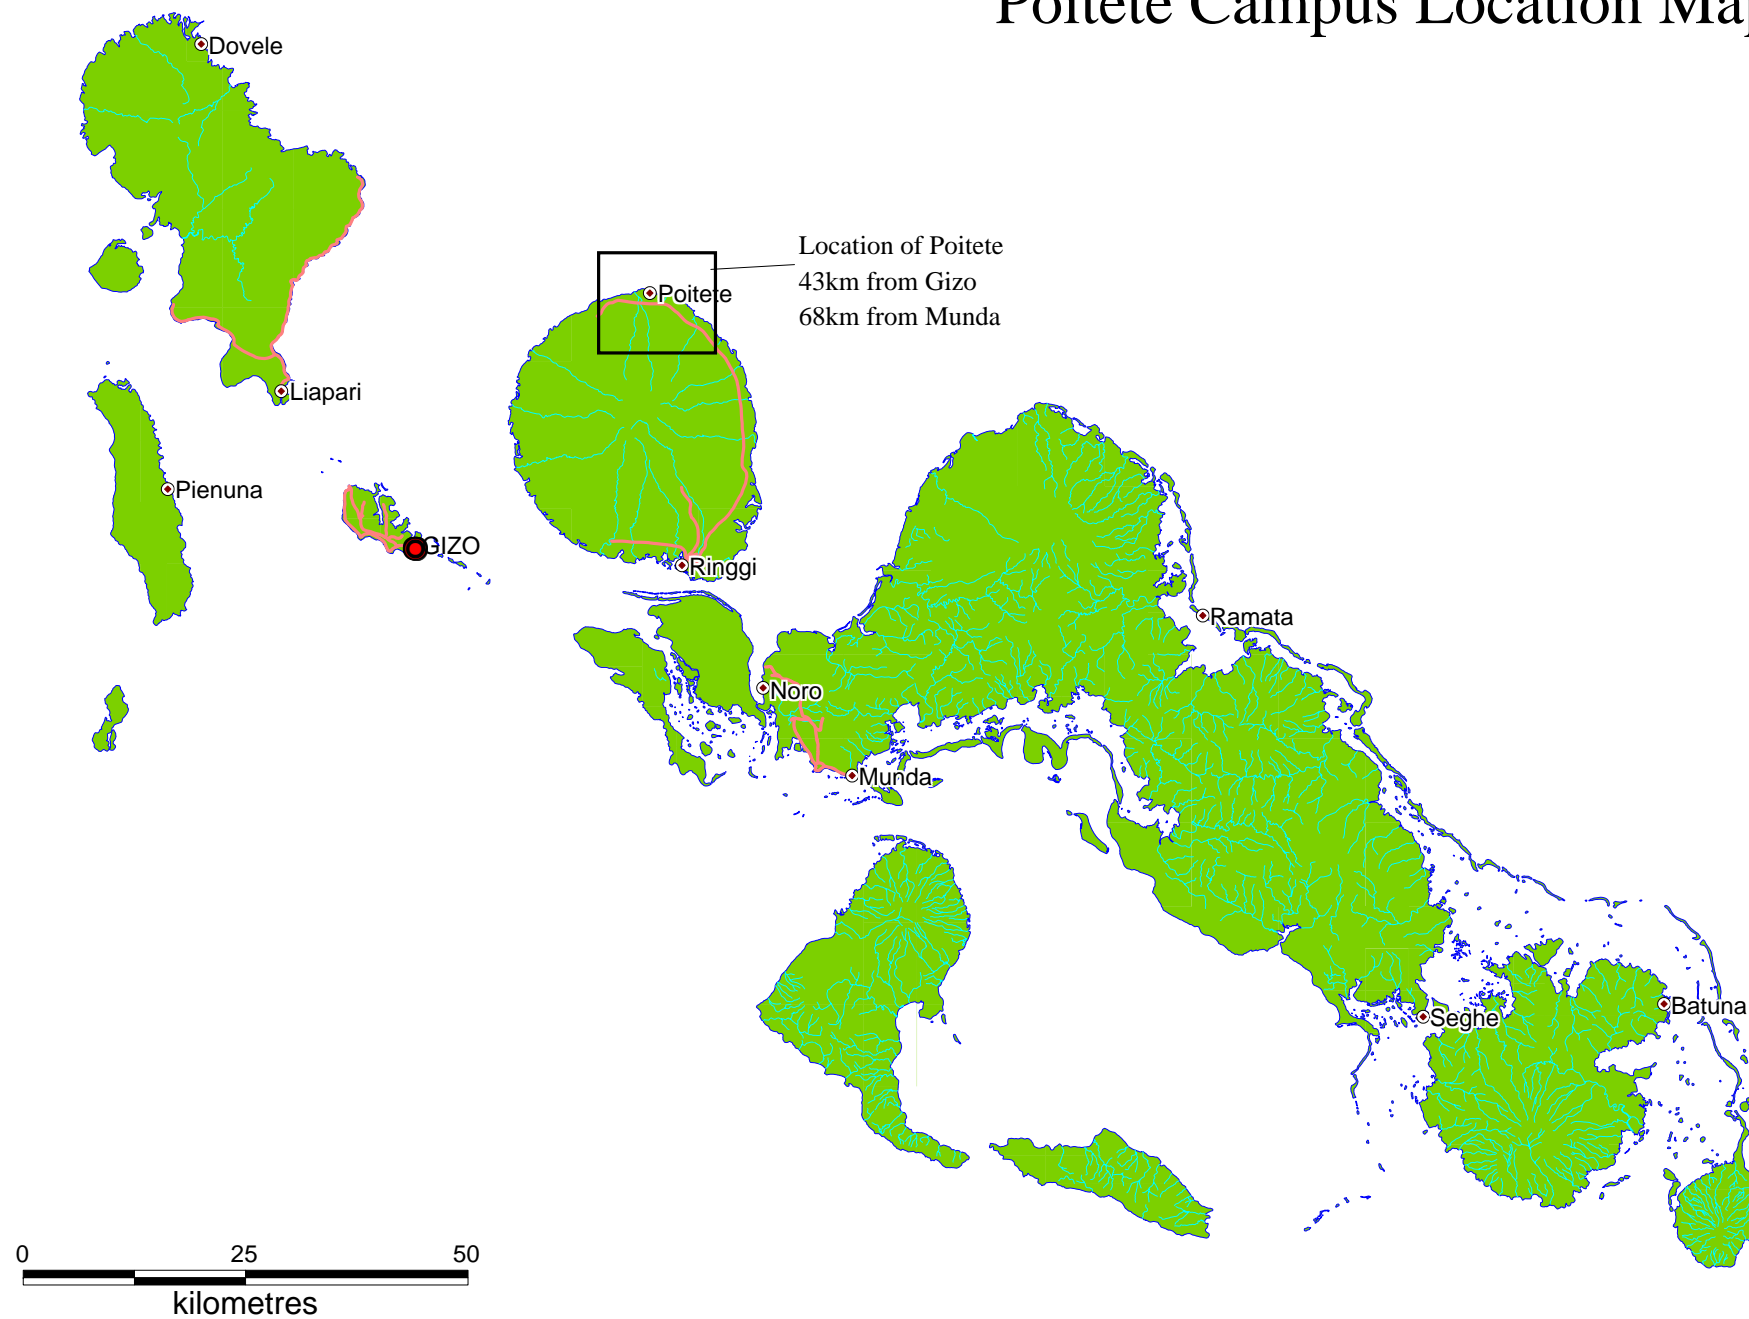 Poitete Campus Location Ma
Dovele
Location of Poitete
43km from Gizo
68km from Munda
Poitete
Liapari
Pienuna
GIZO
Ringgi
Ramata
Noro
Munda
Batuna
Seghe
0 25 50
kilometres